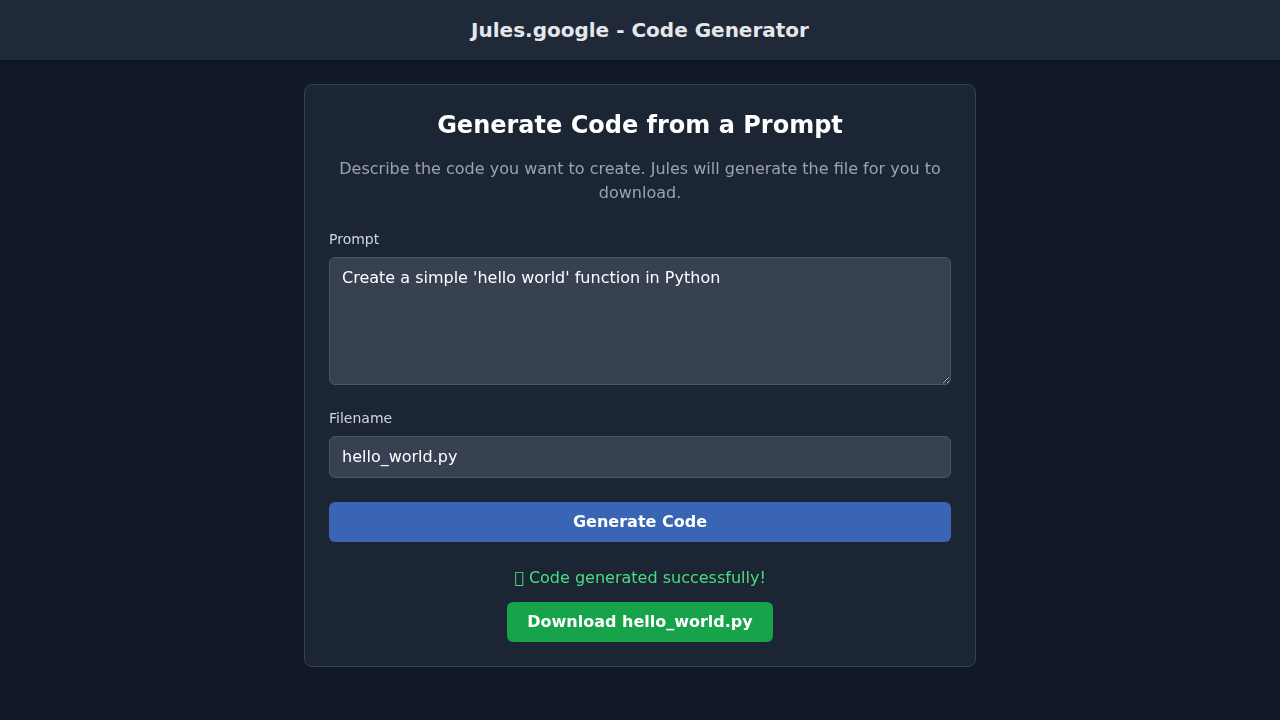 Jules.google - Code Generator
Generate Code from a Prompt
Describe the code you want to create. Jules will generate the file for you to
download.
Prompt
Create a simple 'hello world' function in Python
Filename
hello_world.py
Generate Code
Code generated successfully!
Download hello_world.py